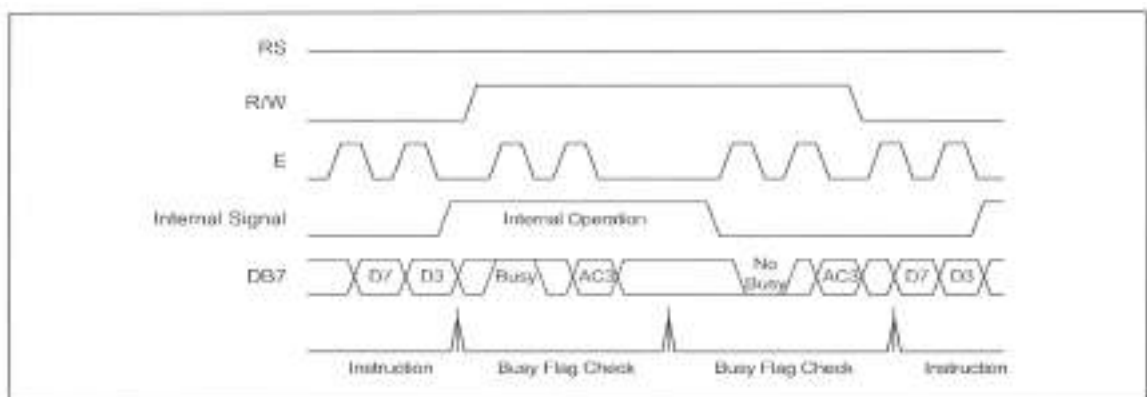 RS
R/W
E
Internal Signal
Internal Operation
DB7
D7 D3 Busy AC3 No Busy AC3 D7 D3
Instruction Busy Flag Check Busy Flag Check Instruction